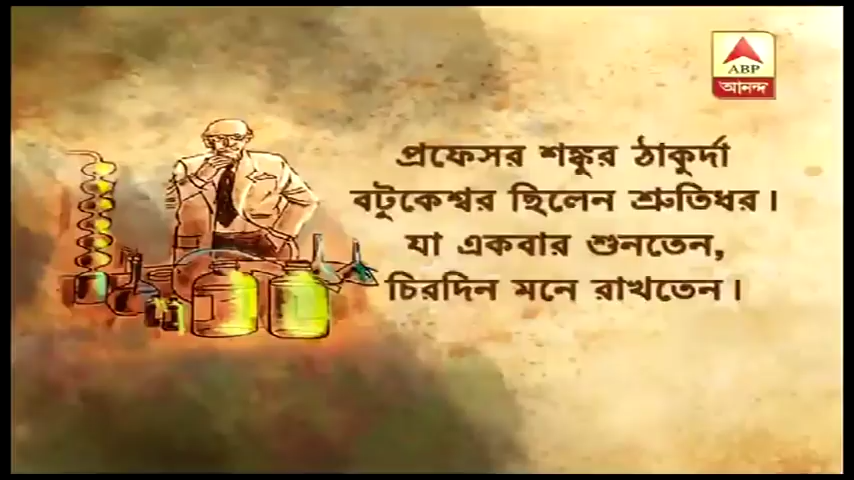 ABP
আনন্দ
প্রফেসর শঙ্কুর ঠাকুর্দা
বটুকেশ্বর ছিলেন শ্রুতিধর।
যা একবার শুনতেন,
চিরদিন মনে রাখতেন।